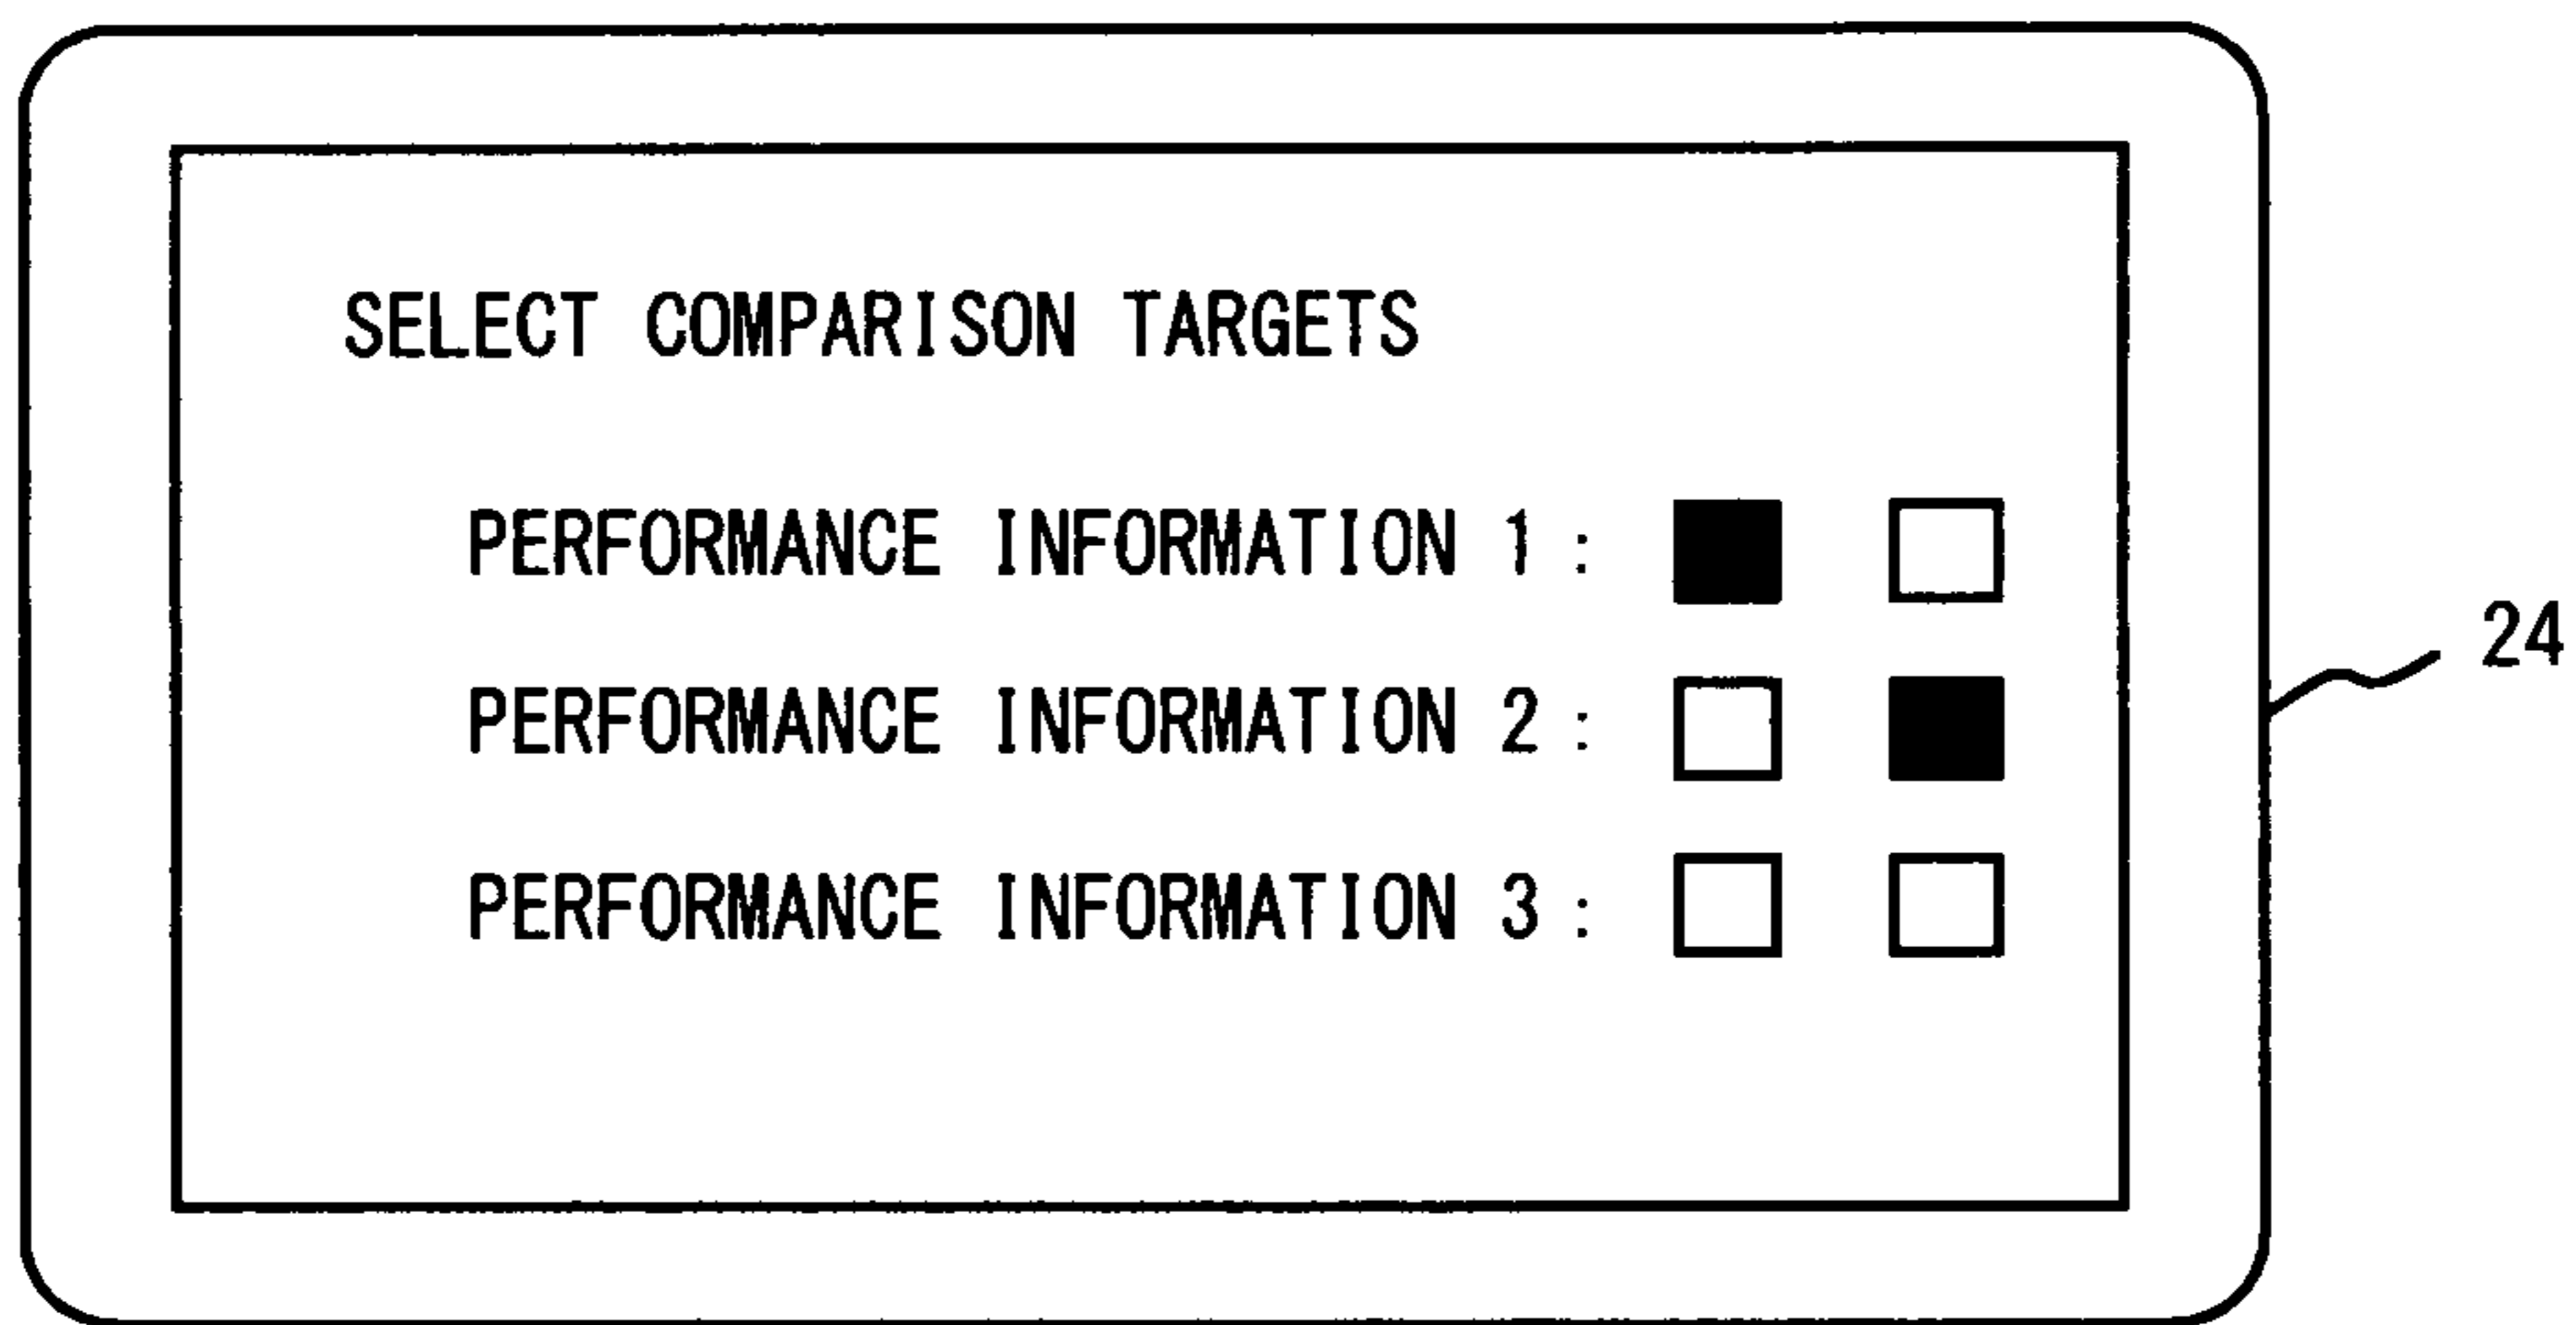 SELECT COMPARISON TARGETS
PERFORMANCE INFORMATION 1 :
PERFORMANCE INFORMATION 2 :
PERFORMANCE INFORMATION 3 :
24